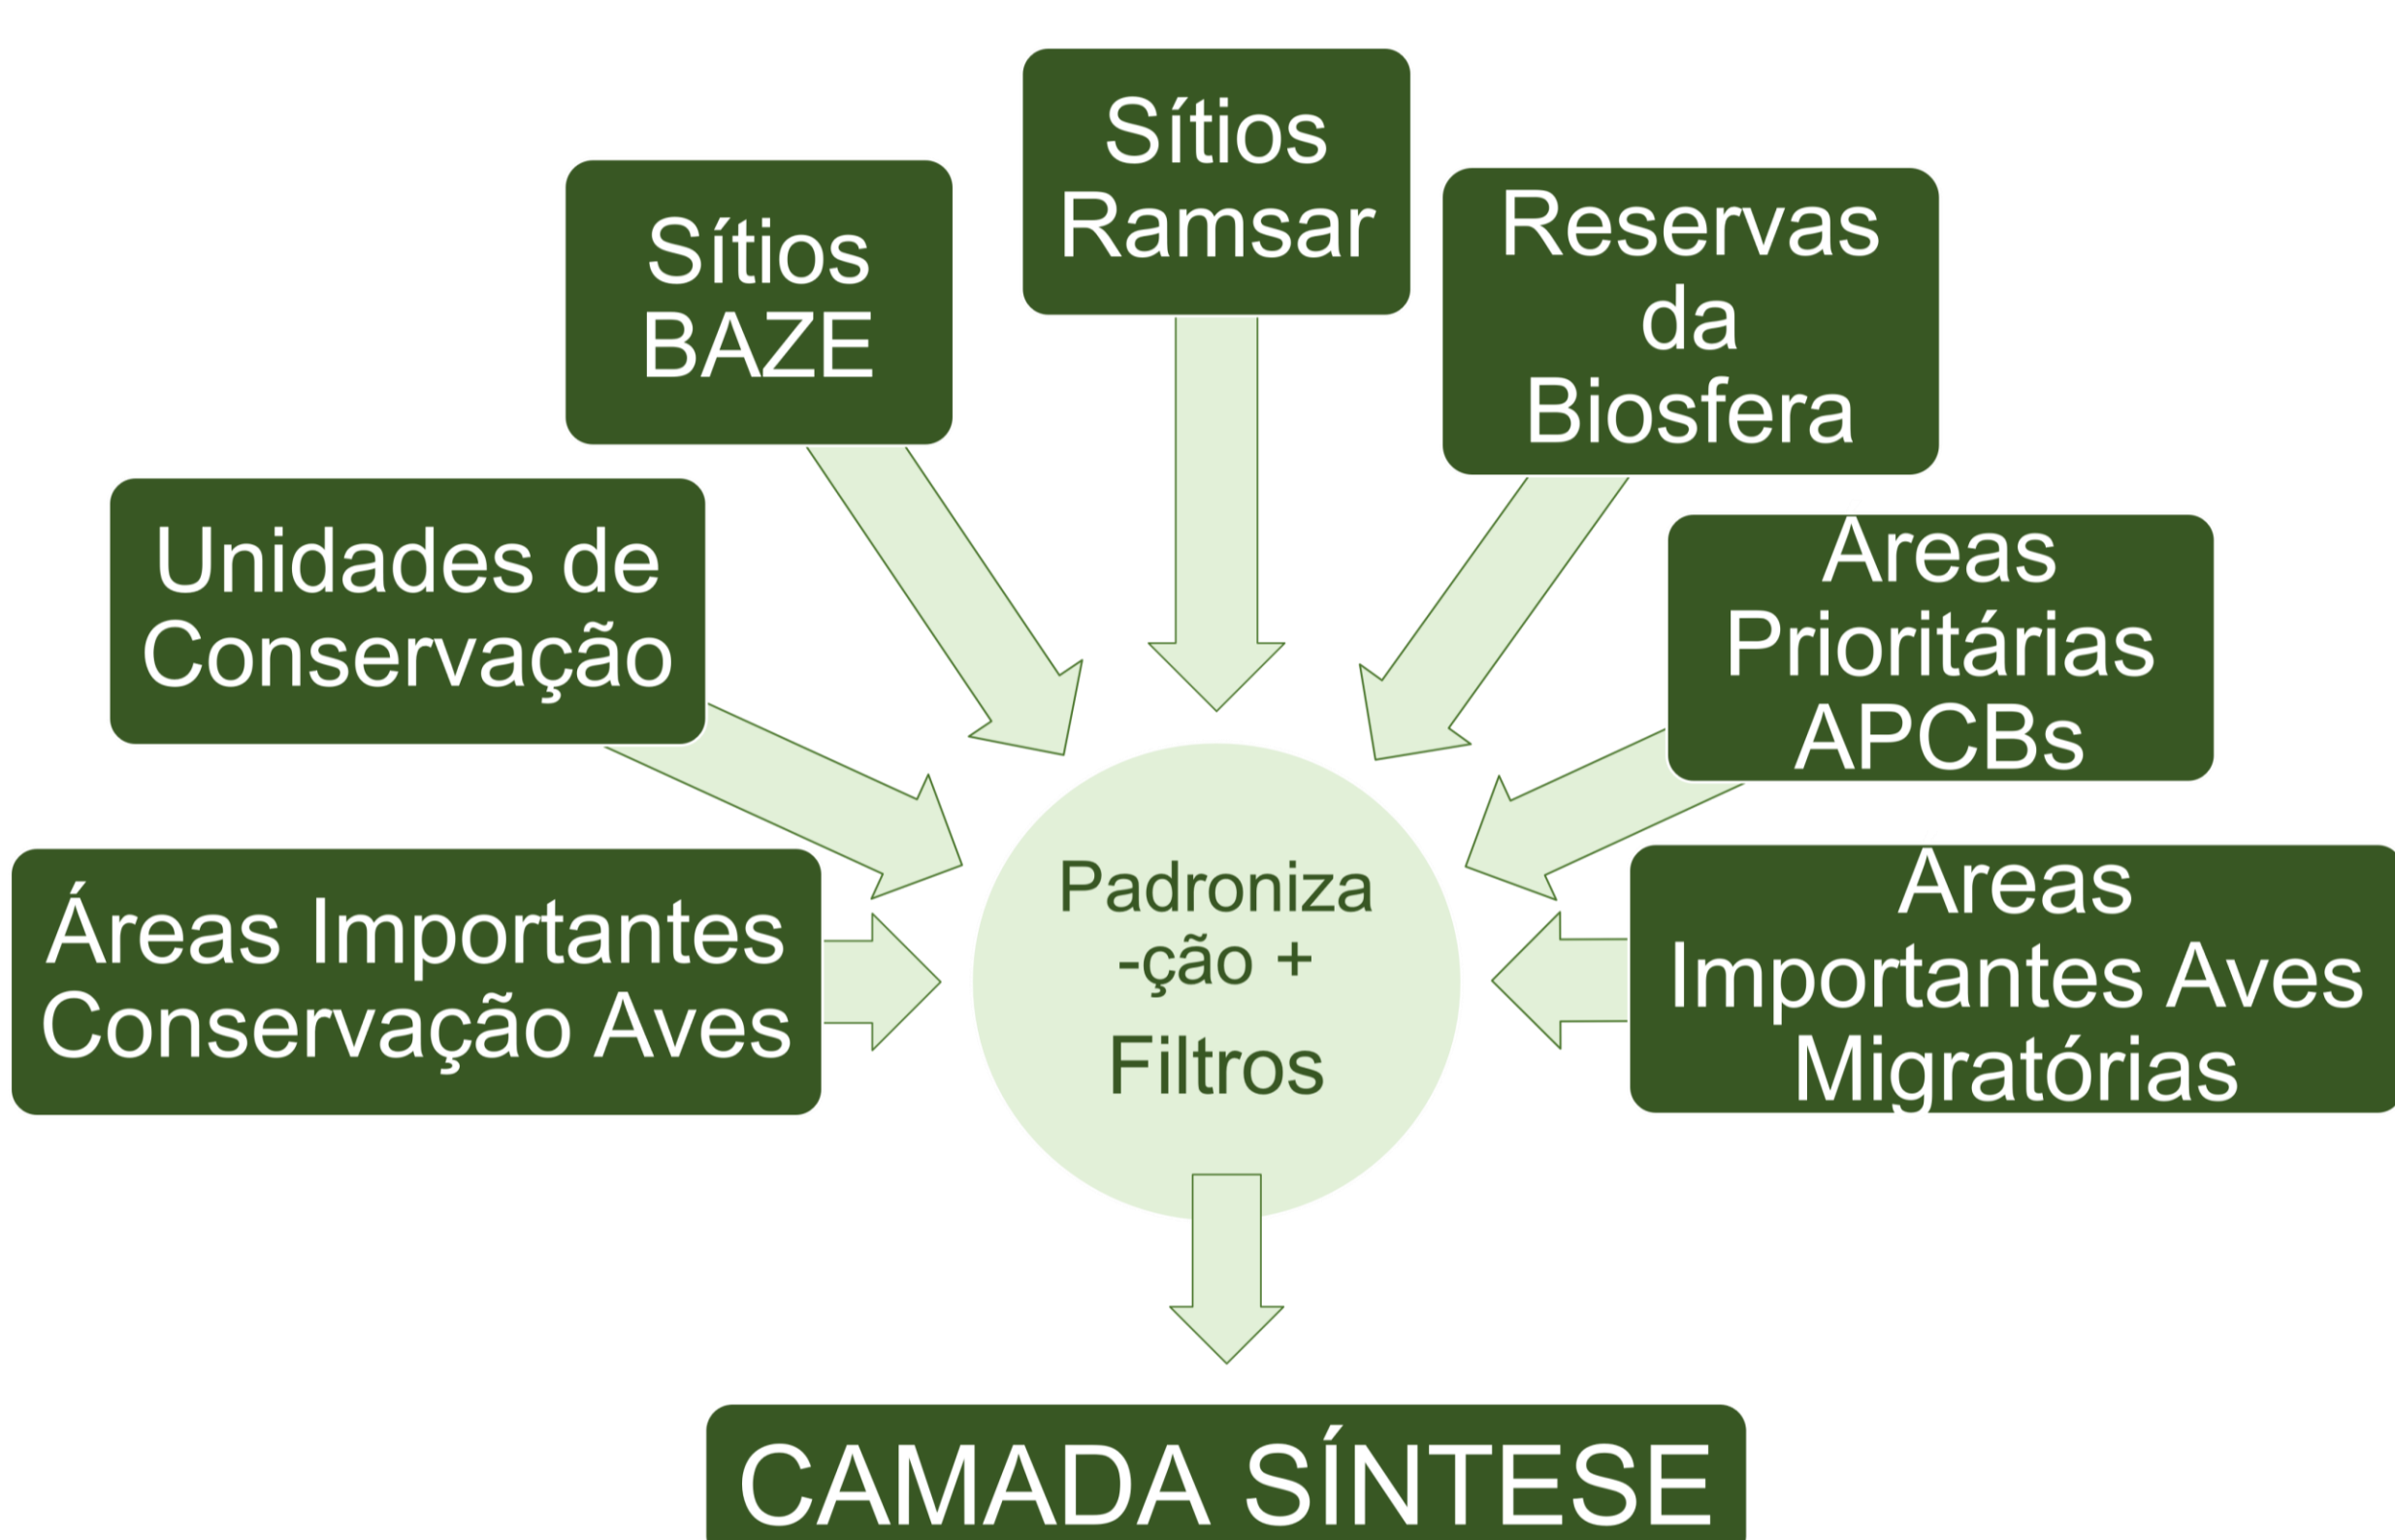 Sítios
Ramsar
Sítios
BAZE
Reservas
da
Biosfera
Unidades de
Conservação
Areas
Prioritárias
APCBs
Áreas Importantes
Conservação Aves
Padroniza
-ção +
Filtros
Areas
Importantes Aves
Migratórias
CAMADA SÍNTESE